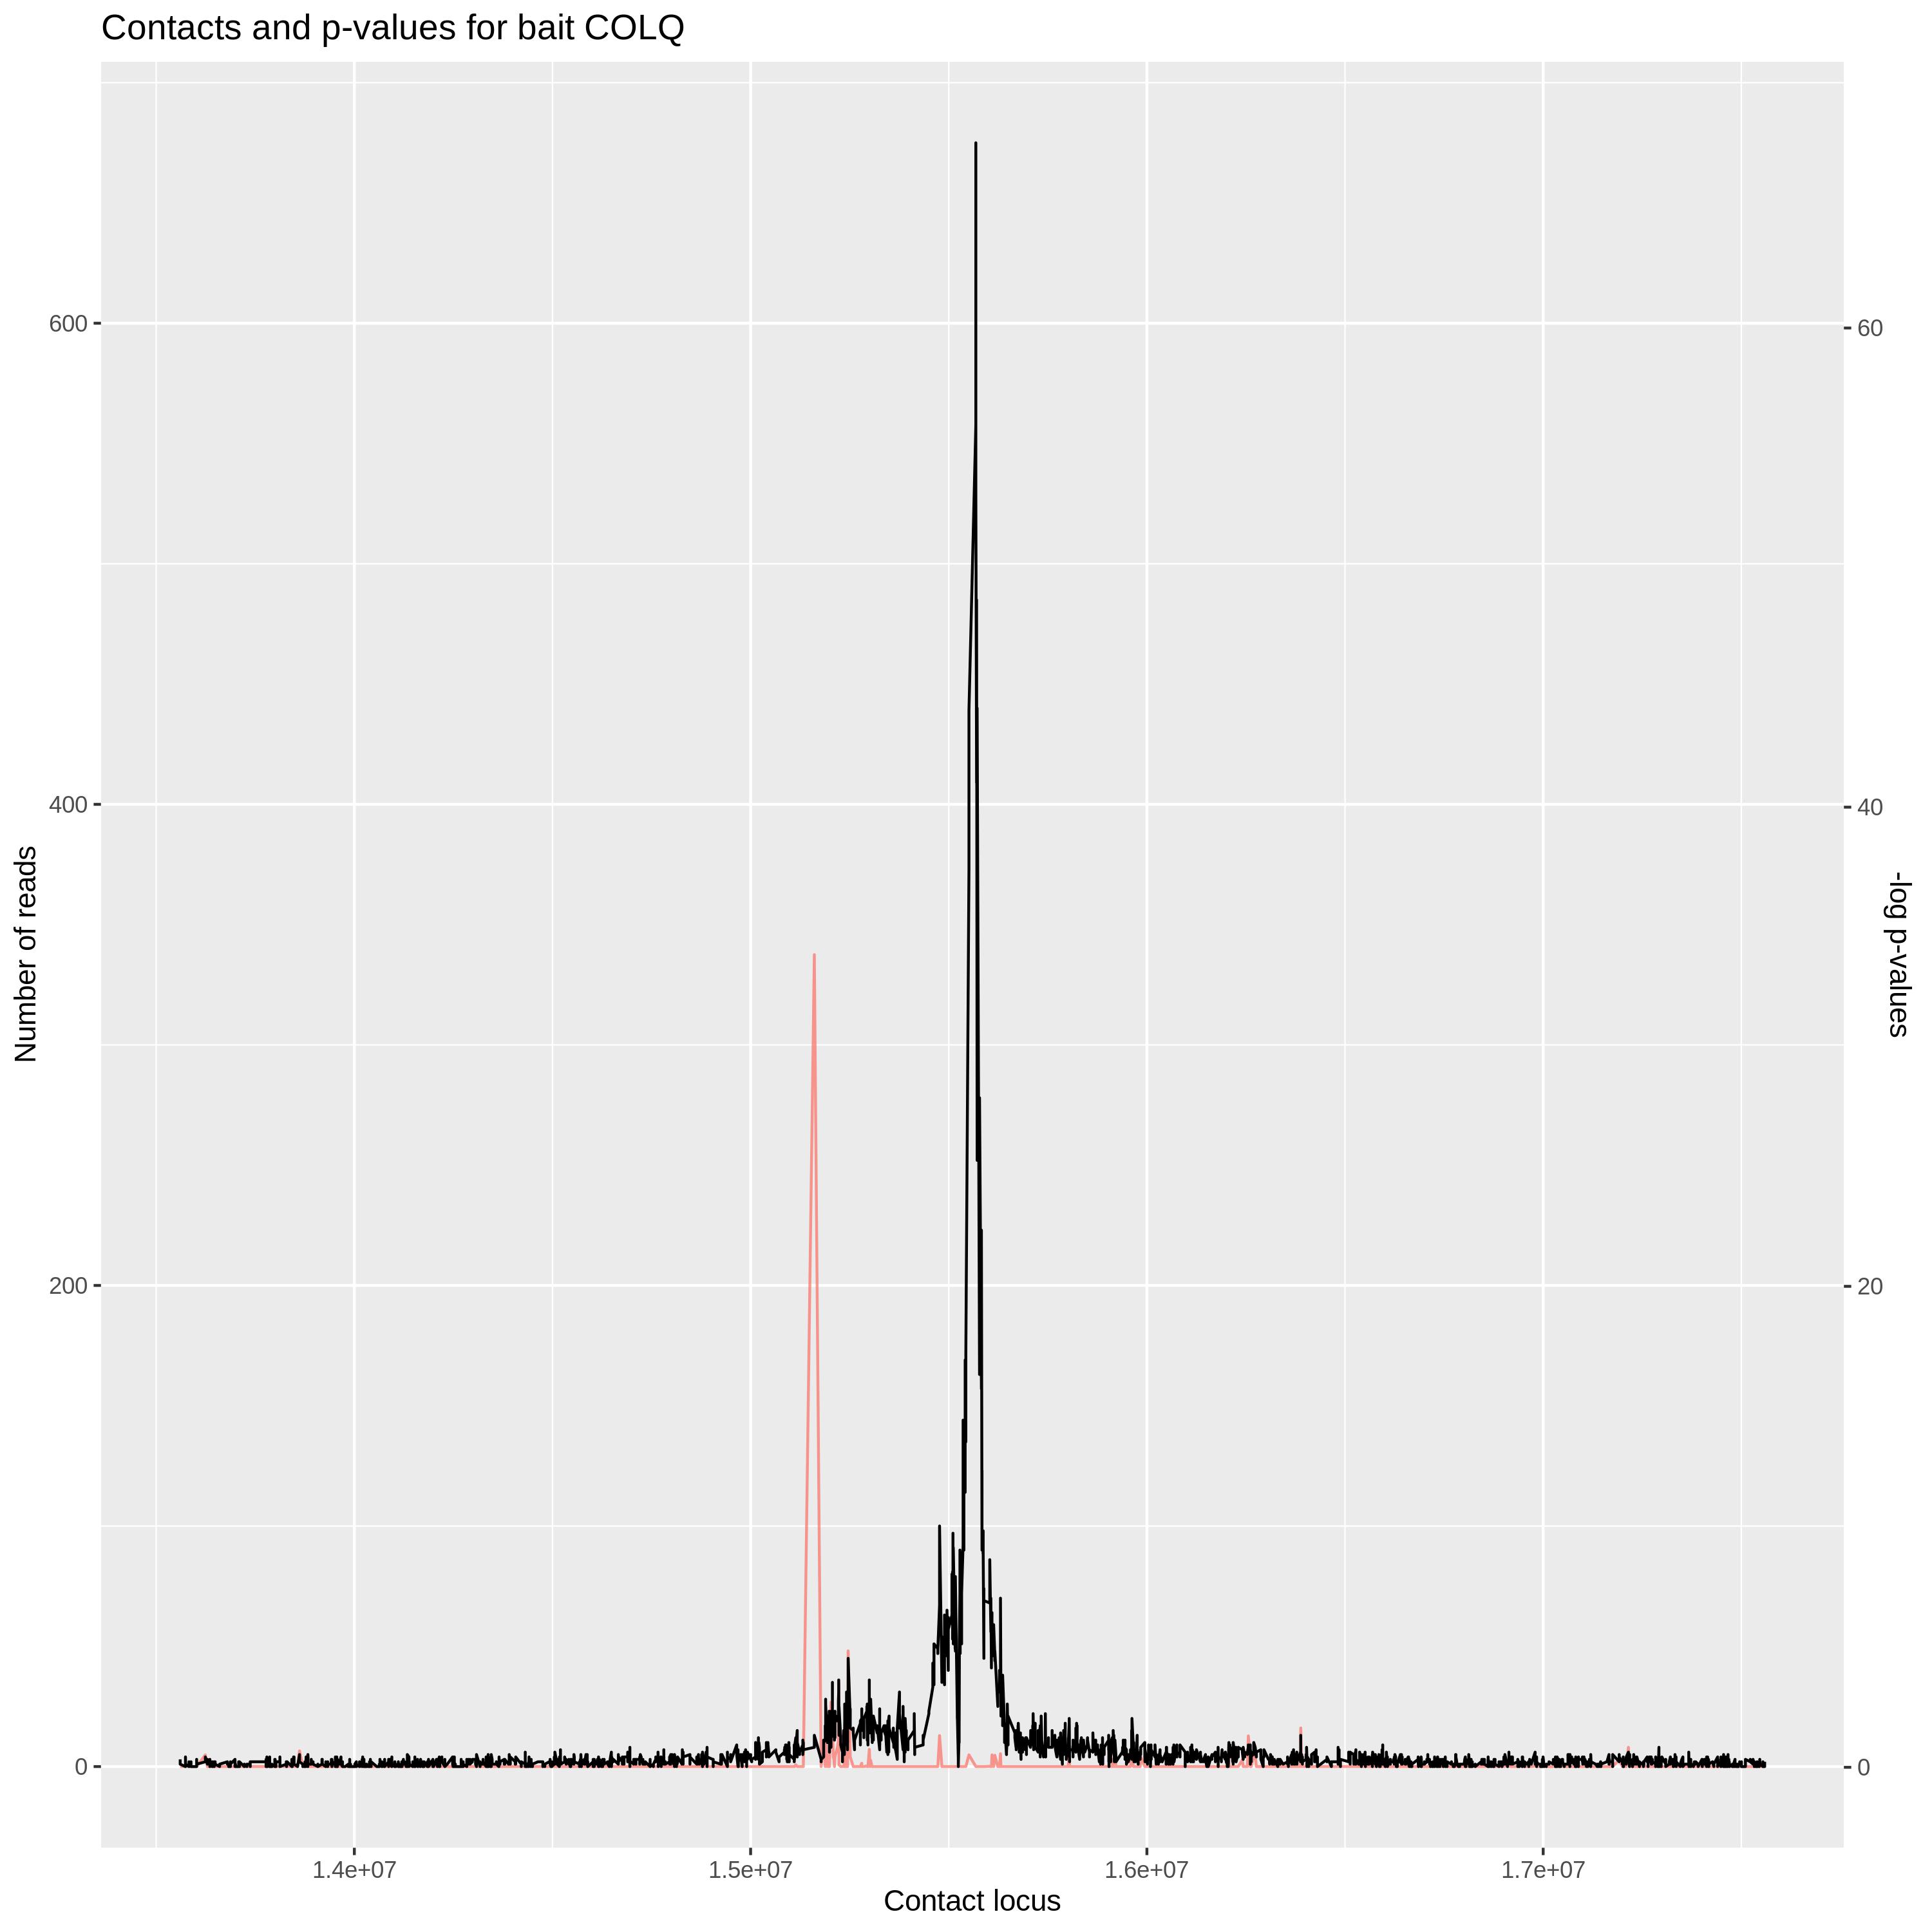 Contacts and p-values for bait COLQ
600
400
200
0
Number of reads
60
40
20
0
-log p-values
1.4e+07
1.5e+07
1.6e+07
1.7e+07
Contact locus